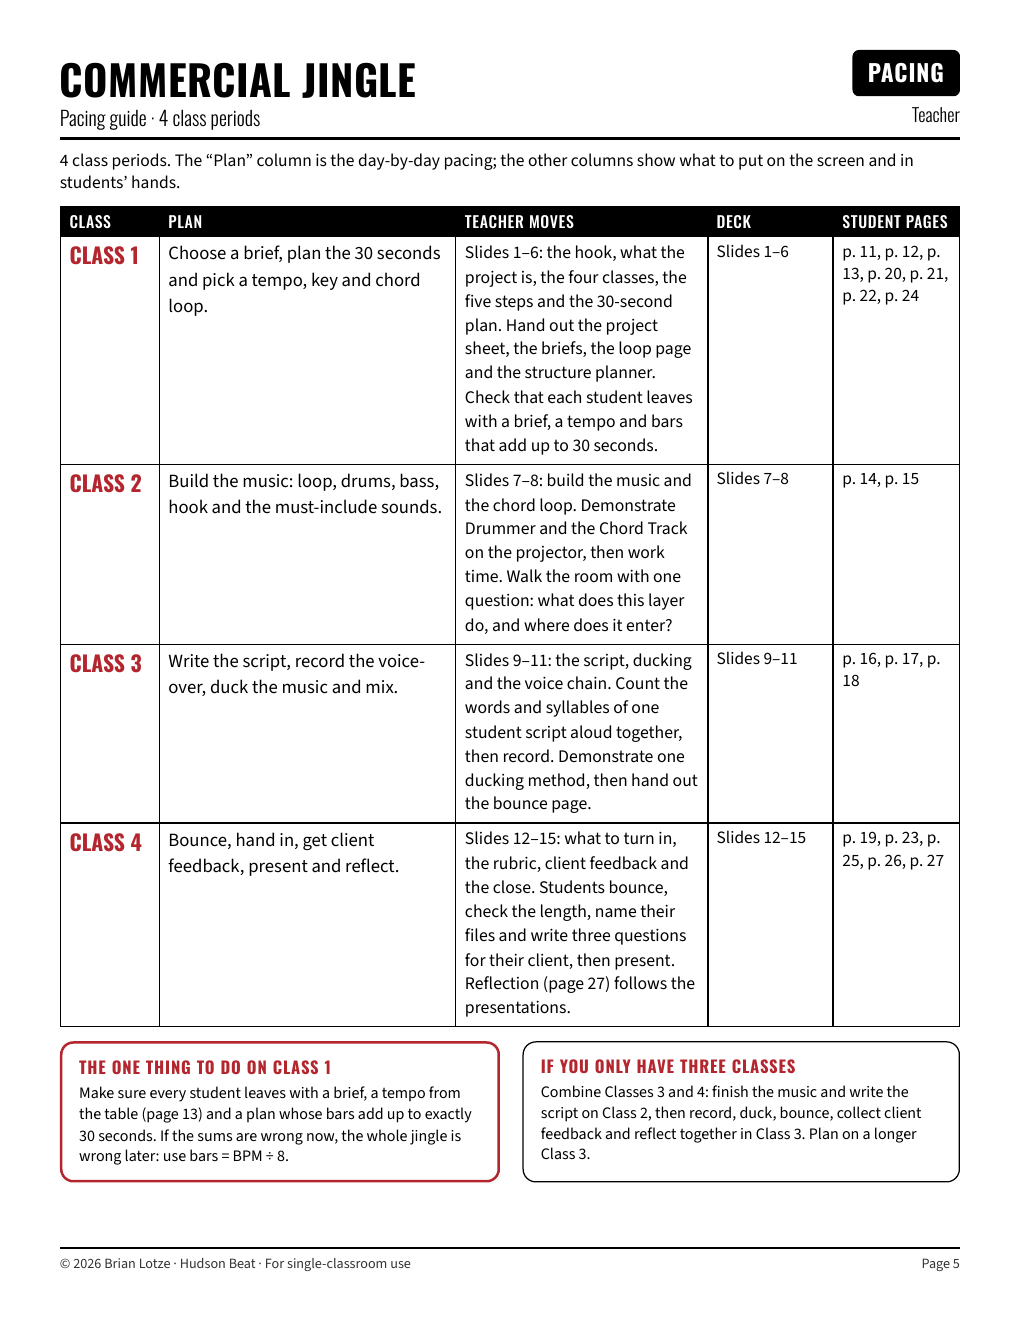 COMMERCIAL JINGLE
PACING
Pacing guide · 4 class periods
Teacher
4 class periods. The “Plan” column is the day-by-day pacing; the other columns show what to put on the screen and in
students’ hands.
CLASS
PLAN
TEACHER MOVES
DECK
STUDENT PAGES
CLASS 1
Choose a brief, plan the 30 seconds
and pick a tempo, key and chord
loop.
Slides 1–6: the hook, what the
project is, the four classes, the
five steps and the 30-second
plan. Hand out the project
sheet, the briefs, the loop page
and the structure planner.
Check that each student leaves
with a brief, a tempo and bars
that add up to 30 seconds.
Slides 1–6
p. 11, p. 12, p.
13, p. 20, p. 21,
p. 22, p. 24
CLASS 2
Build the music: loop, drums, bass,
hook and the must-include sounds.
Slides 7–8: build the music and
the chord loop. Demonstrate
Drummer and the Chord Track
on the projector, then work
time. Walk the room with one
question: what does this layer
do, and where does it enter?
Slides 7–8
p. 14, p. 15
CLASS 3
Write the script, record the voice-
over, duck the music and mix.
Slides 9–11: the script, ducking
and the voice chain. Count the
words and syllables of one
student script aloud together,
then record. Demonstrate one
ducking method, then hand out
the bounce page.
Slides 9–11
p. 16, p. 17, p.
18
CLASS 4
Bounce, hand in, get client
feedback, present and reflect.
Slides 12–15: what to turn in,
the rubric, client feedback and
the close. Students bounce,
check the length, name their
files and write three questions
for their client, then present.
Reflection (page 27) follows the
presentations.
Slides 12–15
p. 19, p. 23, p.
25, p. 26, p. 27
THE ONE THING TO DO ON CLASS 1
Make sure every student leaves with a brief, a tempo from
the table (page 13) and a plan whose bars add up to exactly
30 seconds. If the sums are wrong now, the whole jingle is
wrong later: use bars = BPM ÷ 8.
IF YOU ONLY HAVE THREE CLASSES
Combine Classes 3 and 4: finish the music and write the
script on Class 2, then record, duck, bounce, collect client
feedback and reflect together in Class 3. Plan on a longer
Class 3.
© 2026 Brian Lotze · Hudson Beat · For single-classroom use
Page 5